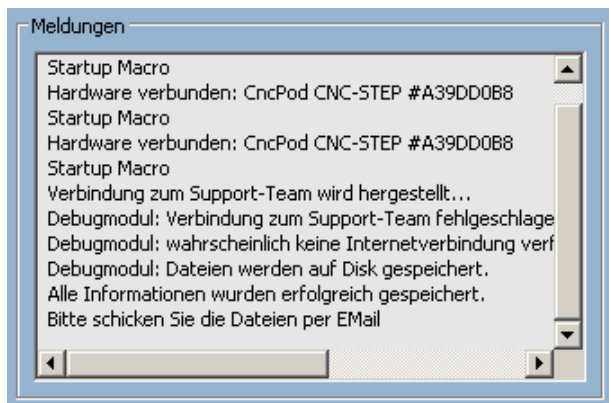 Meldungen
Startup Macro
Hardware verbunden: CncPod CNC-STEP #A39DD0B8
Startup Macro
Hardware verbunden: CncPod CNC-STEP #A39DD0B8
Startup Macro
Verbindung zum Support-Team wird hergestellt...
Debugmodul: Verbindung zum Support-Team fehlgeschlage
Debugmodul: wahrscheinlich keine Internetverbindung verf
Debugmodul: Dateien werden auf Disk gespeichert.
Alle Informationen wurden erfolgreich gespeichert.
Bitte schicken Sie die Dateien per EMail